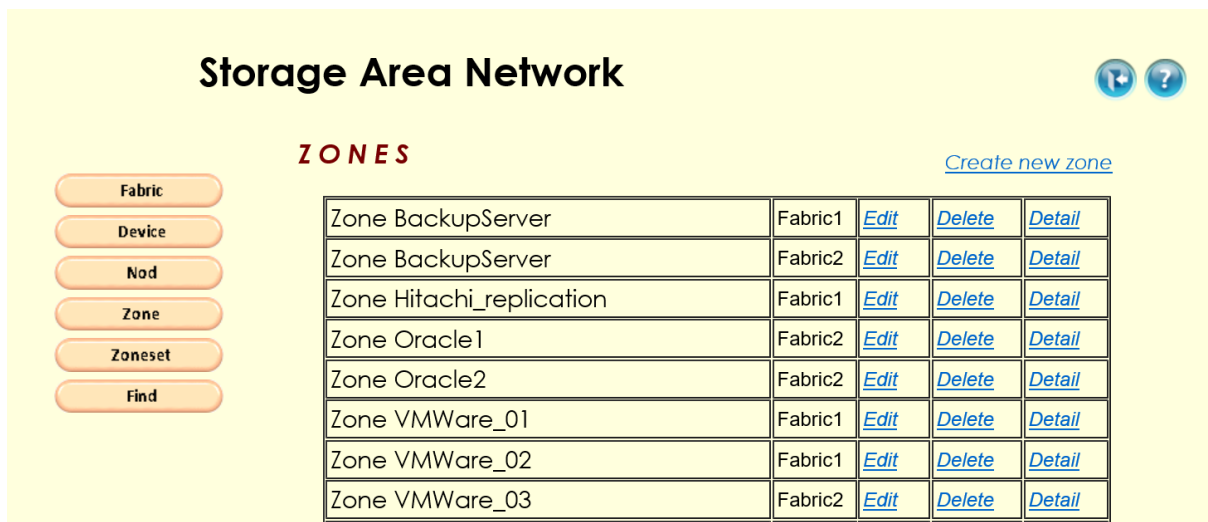 Storage Area Network
?
Z O N E S
Create new zone
Fabric
Device
Nod
Zone
Zoneset
Find
Zone BackupServer Fabric1 Edit Delete Detail
Zone BackupServer Fabric2 Edit Delete Detail
Zone Hitachi_replication Fabric1 Edit Delete Detail
Zone Oracle1 Fabric2 Edit Delete Detail
Zone Oracle2 Fabric2 Edit Delete Detail
Zone VMWare_01 Fabric1 Edit Delete Detail
Zone VMWare_02 Fabric1 Edit Delete Detail
Zone VMWare_03 Fabric2 Edit Delete Detail